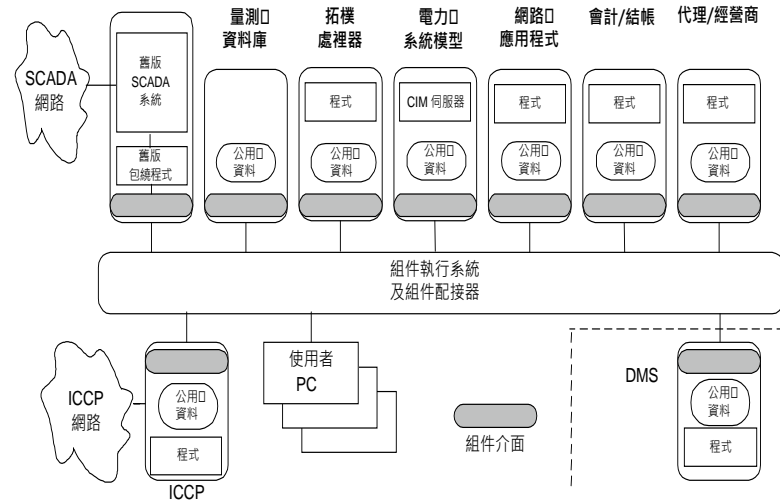 量測□
資料庫
拓樸
處裡器
電力□
系統模型
網路□
應用程式
會計/結帳
代理/經營商
SCADA
網路
舊版
SCADA
系統
舊版
包繞程式
公用□
資料
程式
公用□
資料
CIM 伺服器
公用□
資料
程式
公用□
資料
程式
公用□
資料
程式
公用□
資料
組件執行系統
及組件配接器
ICCP
網路
公用□
資料
程式
ICCP
使用者
PC
組件介面
DMS
公用□
資料
程式